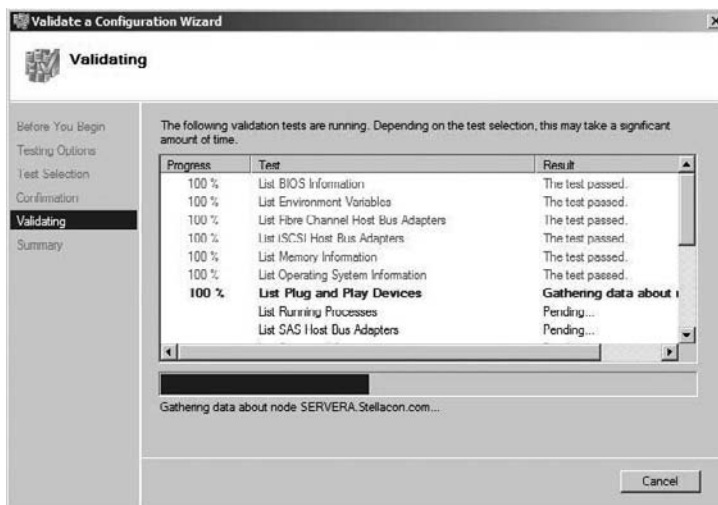 Validate a Configuration Wizard
Validating
Before You Begin
Testing Options
Test Selection
Confirmation
Validating
Summary
The following validation tests are running. Depending on the test selection, this may take a significant
amount of time.
Progress Test Result
100 % List BIOS Information The test passed.
100 % List Environment Variables The test passed.
100 % List Fibre Channel Host Bus Adapters The test passed.
100 % List iSCSI Host Bus Adapters The test passed.
100 % List Memory Information The test passed.
100 % List Operating System Information The test passed.
100 % List Plug and Play Devices Gathering data about
List Running Processes Pending...
List SAS Host Bus Adapters Pending...
Gathering data about node SERVERA.Stellacon.com...
Cancel